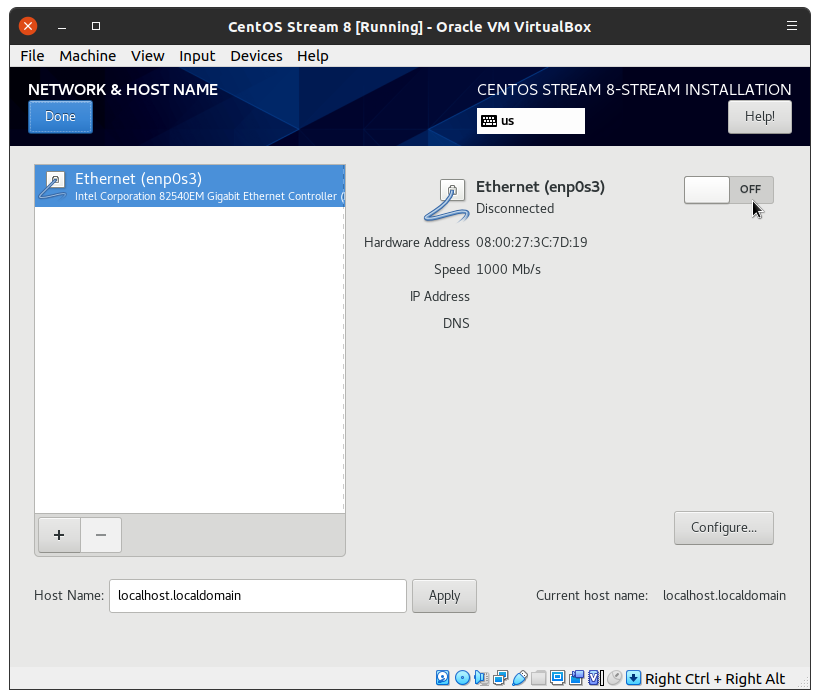 CentOS Stream 8 [Running] - Oracle VM VirtualBox
File Machine View Input Devices Help
NETWORK & HOST NAME
CENTOS STREAM 8-STREAM INSTALLATION
Done
us
Help!
Ethernet (enp0s3)
Intel Corporation 82540EM Gigabit Ethernet Controller (
Ethernet (enp0s3)
Disconnected
OFF
Hardware Address 08:00:27:3C:7D:19
Speed 1000 Mb/s
IP Address
DNS
+ −
Configure...
Host Name: localhost.localdomain Apply Current host name: localhost.localdomain
Right Ctrl + Right Alt